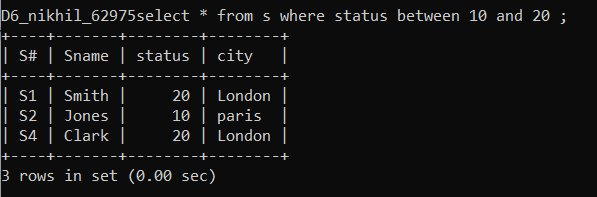 D6_nikhil_62975select * from s where status between 10 and 20 ;
+----+-------+--------+--------+
| S# | Sname | status | city   |
+----+-------+--------+--------+
| S1 | Smith |     20 | London |
| S2 | Jones |     10 | paris  |
| S4 | Clark |     20 | London |
+----+-------+--------+--------+
3 rows in set (0.00 sec)